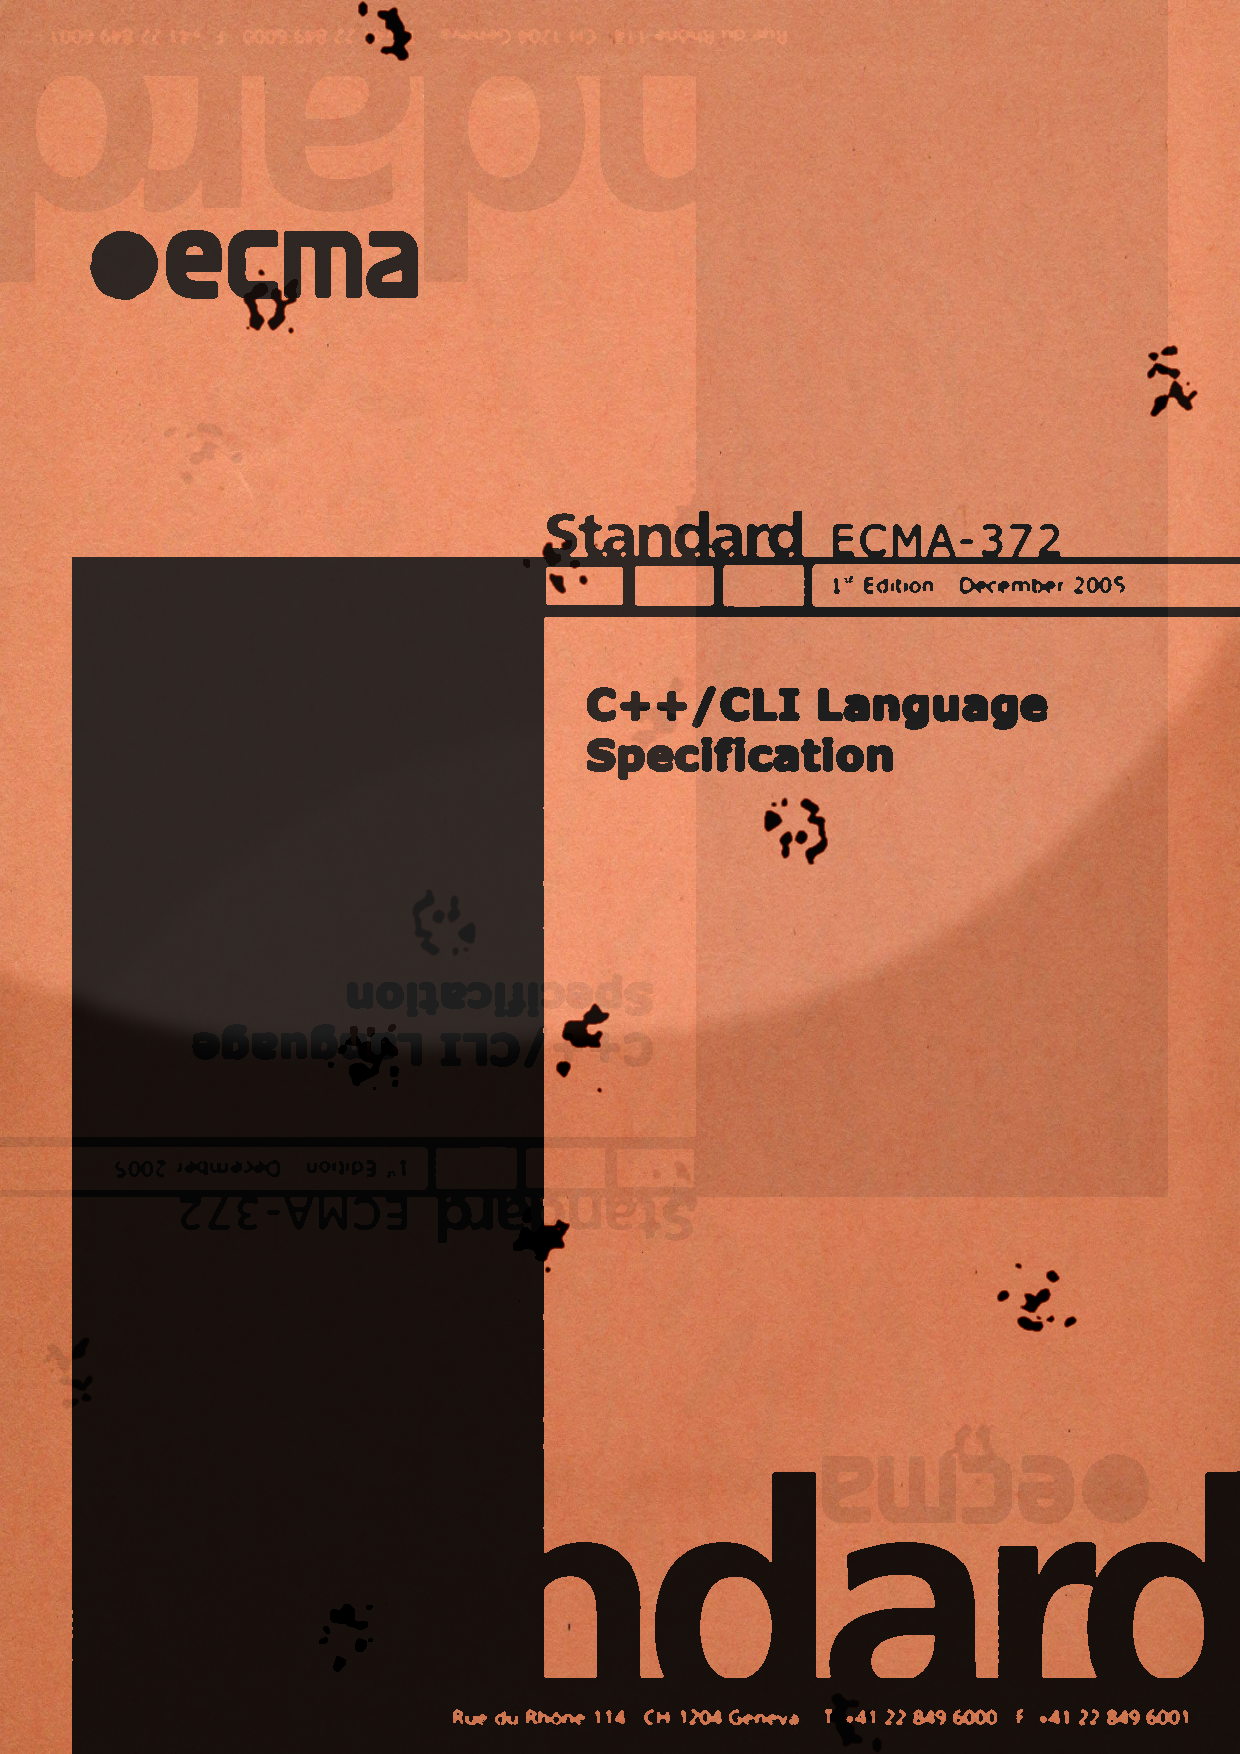 ecma
Standard ECMA-372
1st Edition December 2005
C++/CLI Language
Specification
ndard
Rue du Rhône 114 CH 1204 Geneva T +41 22 849 6000 F +41 22 849 6001